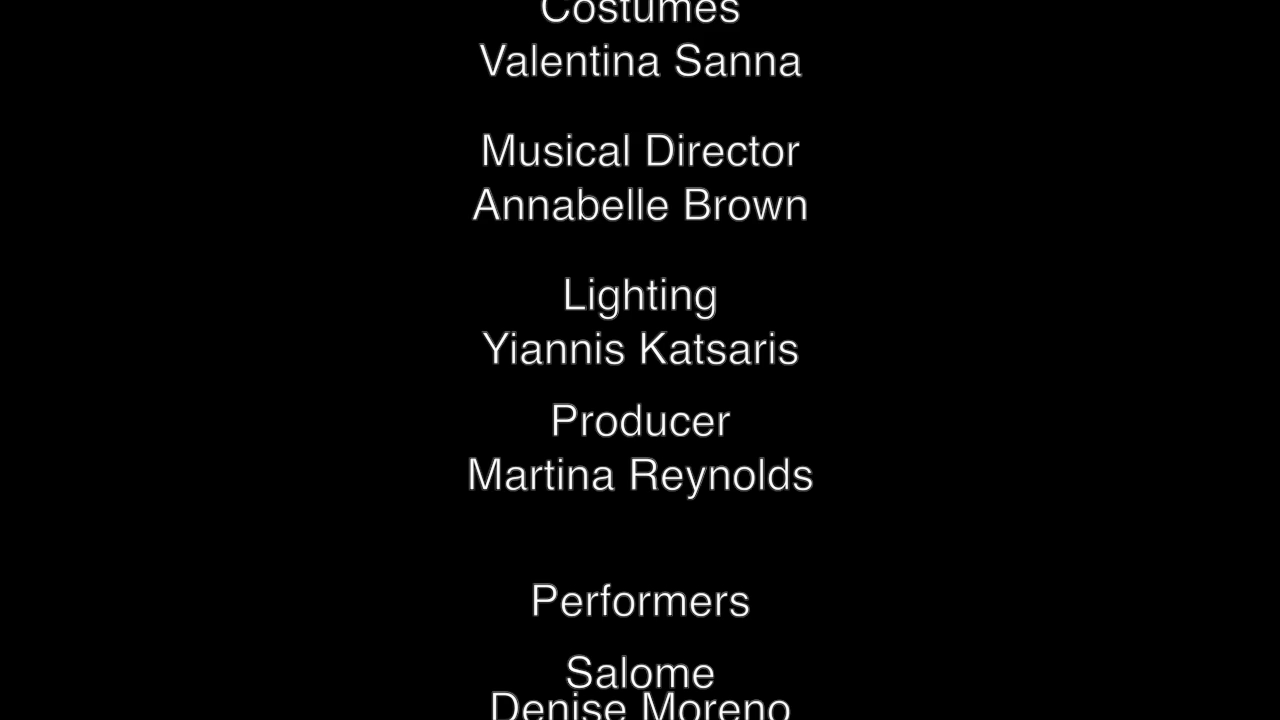 Costumes
Valentina Sanna
Musical Director
Annabelle Brown
Lighting
Yiannis Katsaris
Producer
Martina Reynolds
Performers
Salome
Denise Moreno